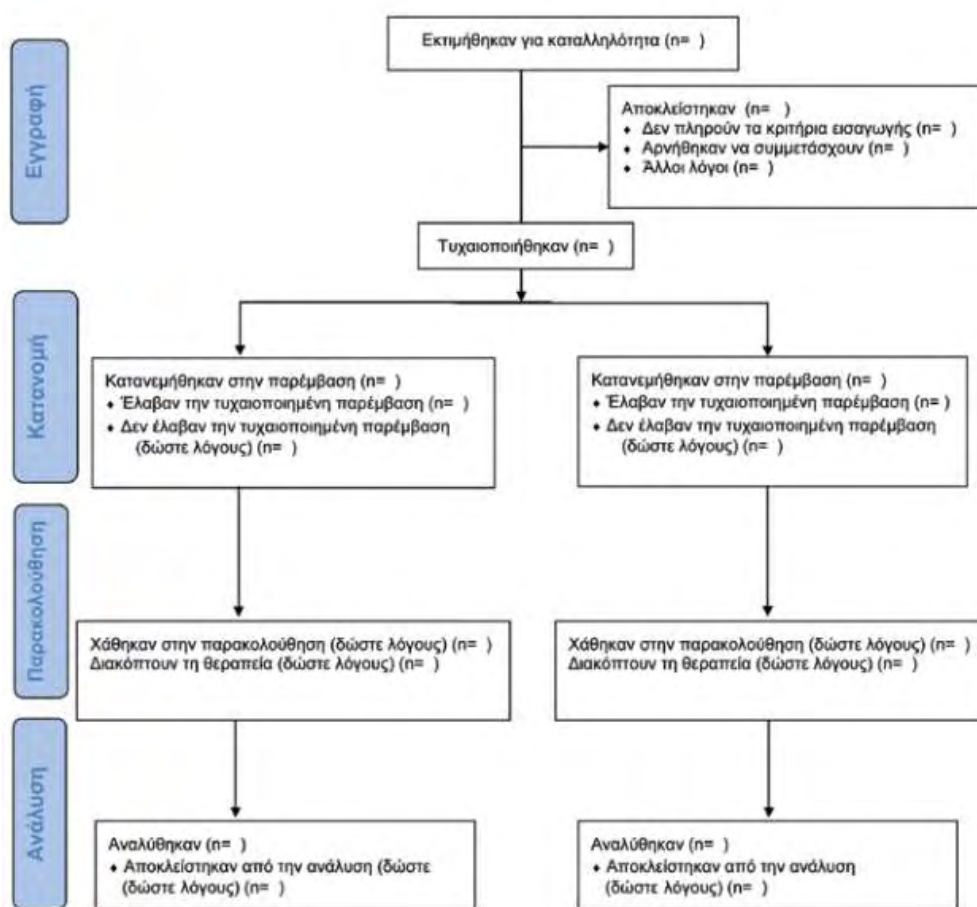 Εγγραφή
Εκτιμήθηκαν για καταλληλότητα (n= )
Αποκλείστηκαν (n= )
♦ Δεν πληρούν τα κριτήρια εισαγωγής (n= )
♦ Αρνήθηκαν να συμμετάσχουν (n= )
♦ Άλλοι λόγοι (n= )
Τυχαιοποιήθηκαν (n= )
Κατανομή
Κατανεμήθηκαν στην παρέμβαση (n= )
♦ Έλαβαν την τυχαιοποιημένη παρέμβαση (n= )
♦ Δεν έλαβαν την τυχαιοποιημένη παρέμβαση
(δώστε λόγους) (n= )
Κατανεμήθηκαν στην παρέμβαση (n= )
♦ Έλαβαν την τυχαιοποιημένη παρέμβαση (n= )
♦ Δεν έλαβαν την τυχαιοποιημένη παρέμβαση
(δώστε λόγους) (n= )
Παρακολούθηση
Χάθηκαν στην παρακολούθηση (δώστε λόγους) (n= )
Διακόπτουν τη θεραπεία (δώστε λόγους) (n= )
Χάθηκαν στην παρακολούθηση (δώστε λόγους) (n= )
Διακόπτουν τη θεραπεία (δώστε λόγους) (n= )
Ανάλυση
Αναλύθηκαν (n= )
♦ Αποκλείστηκαν από την ανάλυση (δώστε
(δώστε λόγους) (n= )
Αναλύθηκαν (n= )
♦ Αποκλείστηκαν από την ανάλυση
(δώστε λόγους) (n= )